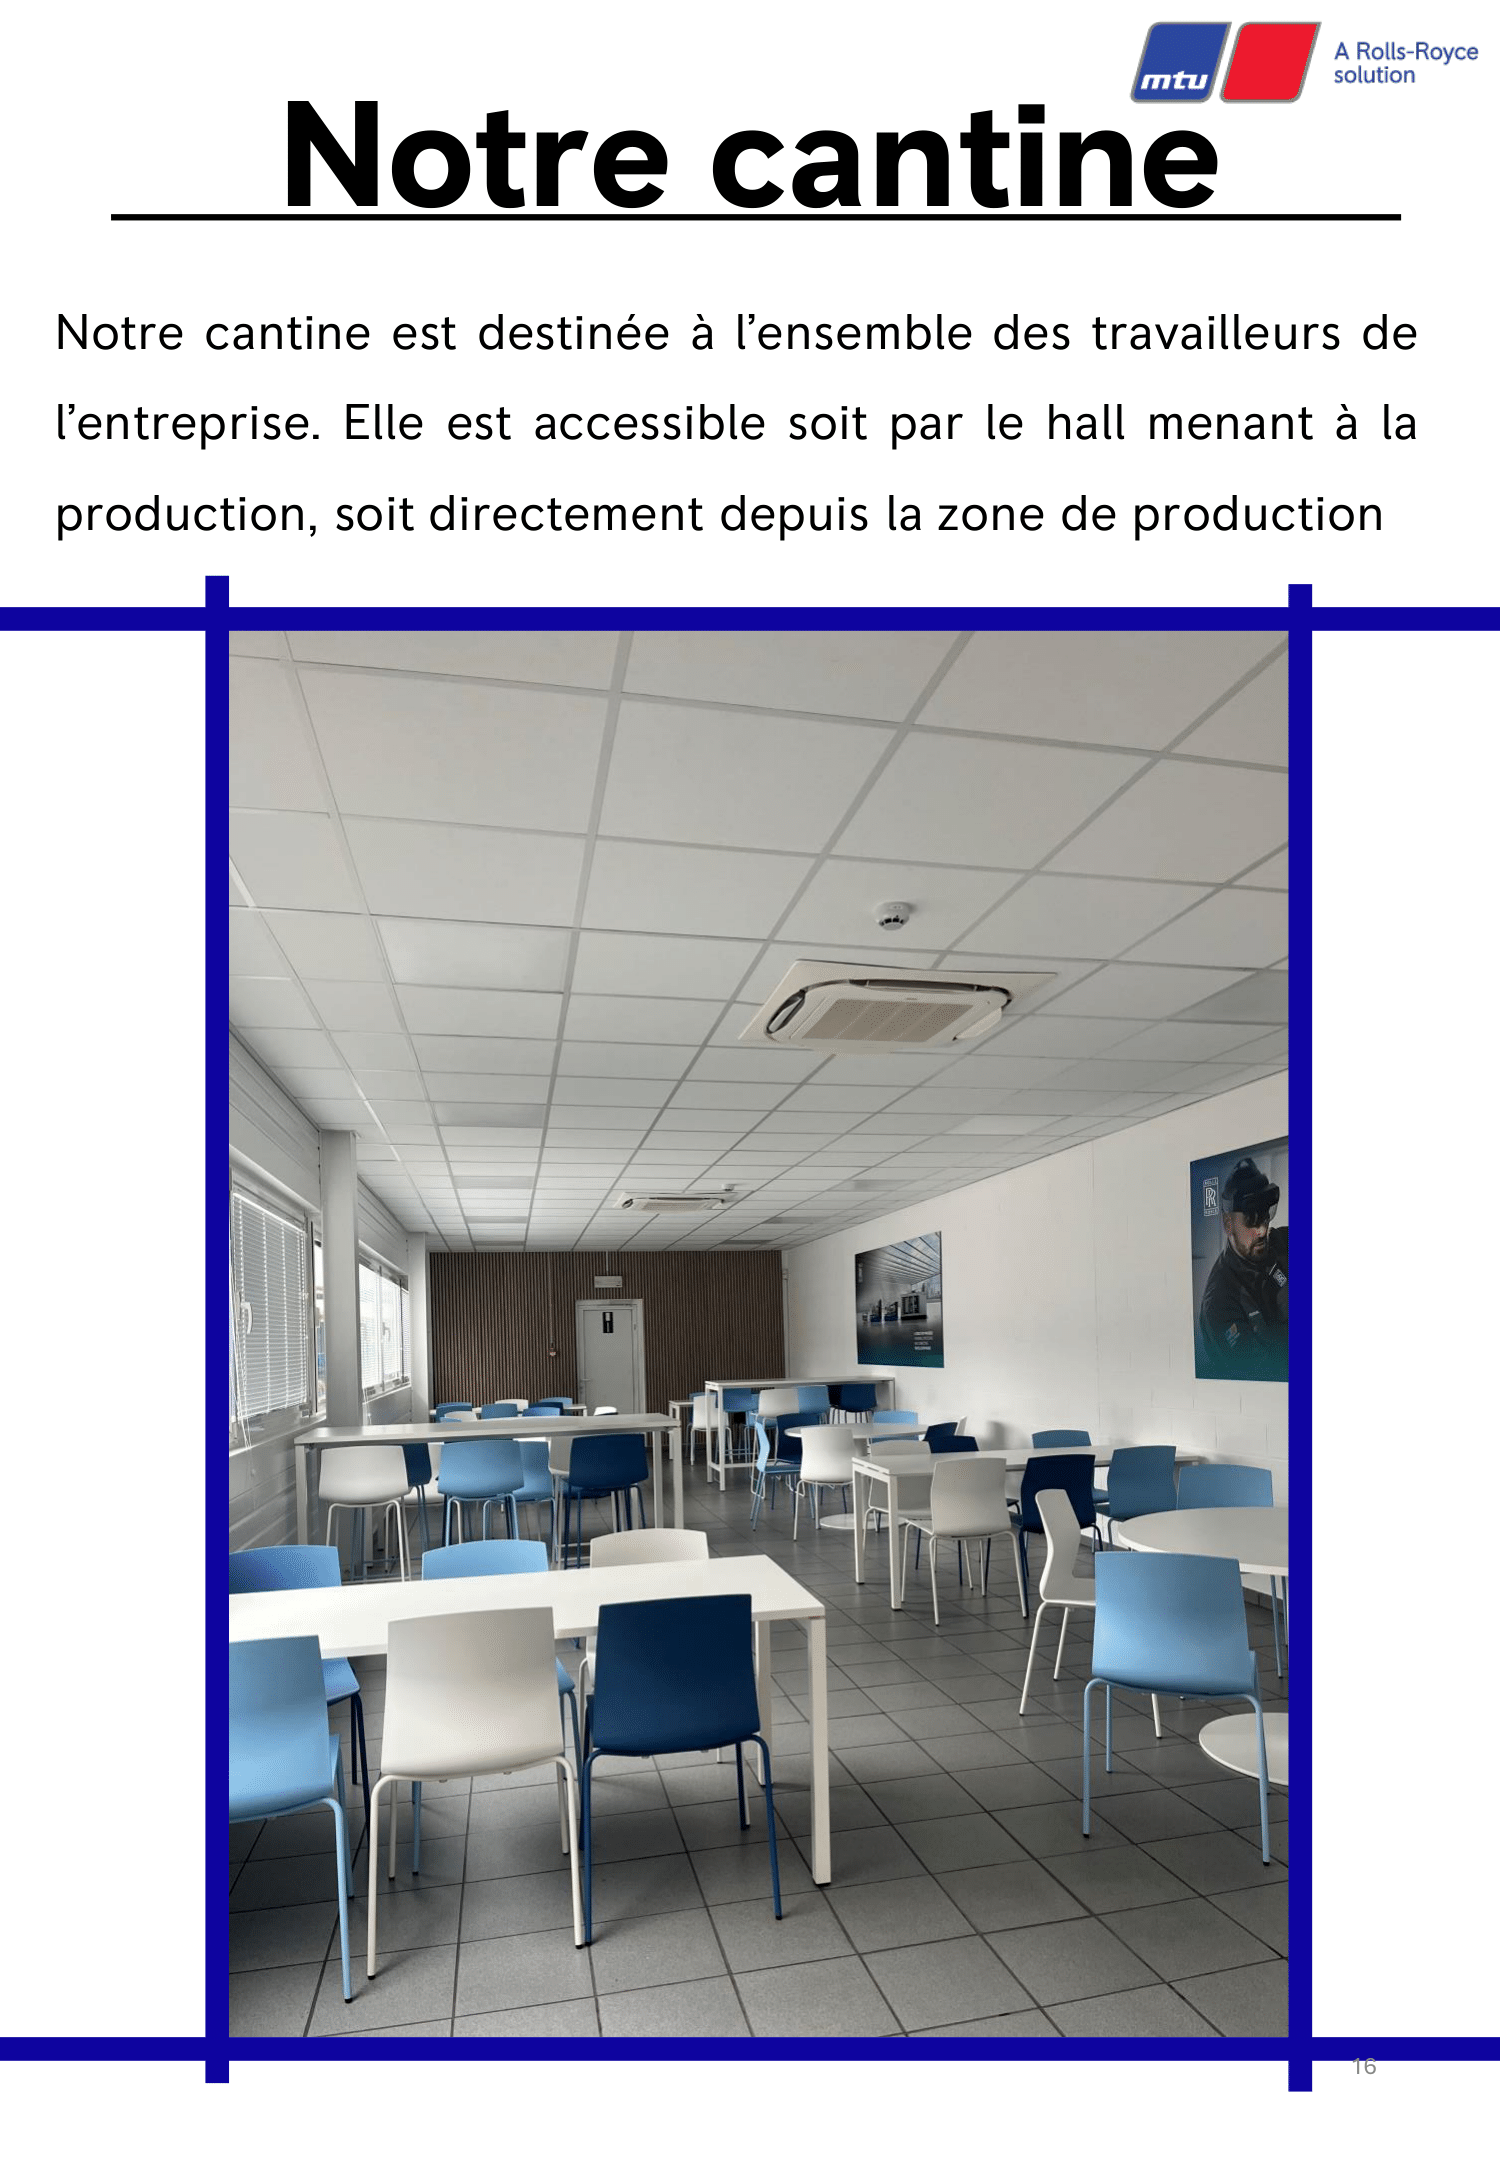 mtu
A Rolls-Royce
solution
Notre cantine
Notre cantine est destinée à l’ensemble des travailleurs de
l’entreprise. Elle est accessible soit par le hall menant à la
production, soit directement depuis la zone de production
16